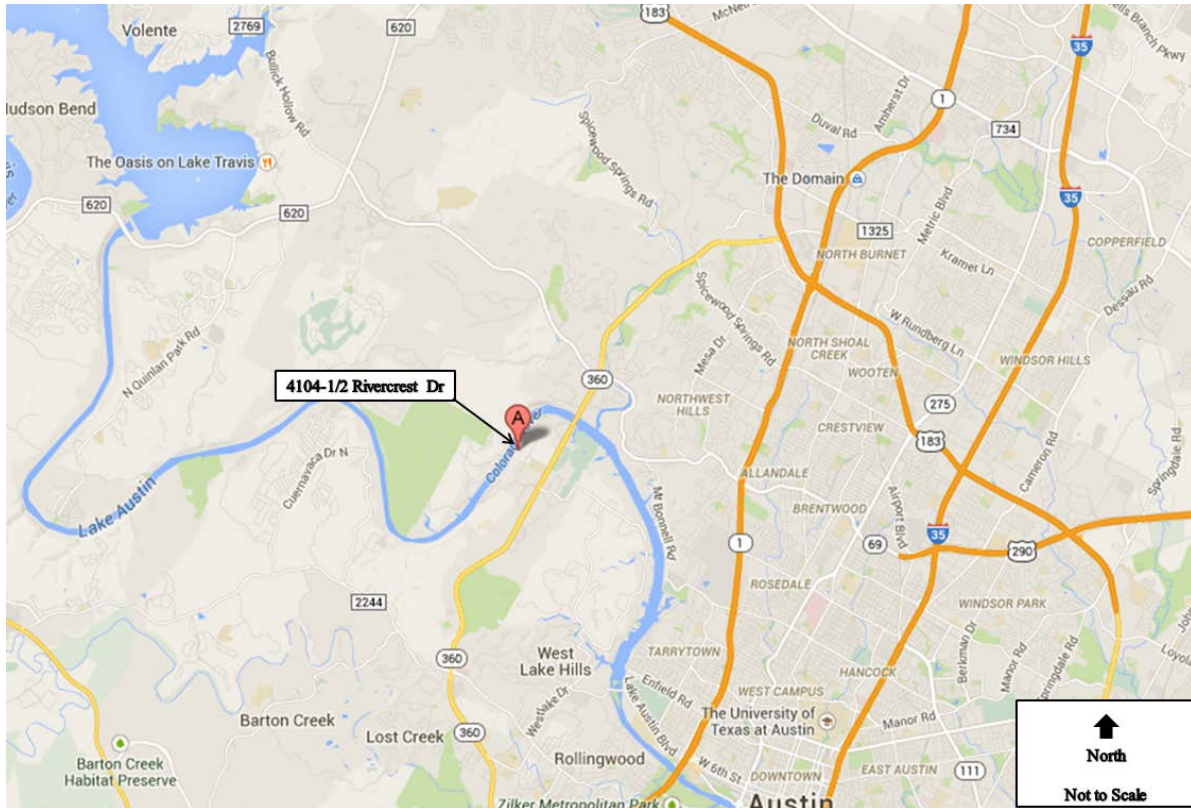 183
McNeil
Volente
2769
620
35
Bullick Hollow Rd
Hudson Bend
Spicewood Springs Rd
Duval Rd
Amherst Dr
1
734
The Oasis on Lake Travis
The Domain
35
620
620
Metric Blvd
1325
COPPERFIELD
NORTH BURNET
Kramer Ln
Dessau Rd
N Quinlan Park Rd
Spicewood Springs Rd
W Rundberg Ln
Mesa Dr
NORTH SHOAL
CREEK
WINDSOR HILLS
WOOTEN
4104-1/2 Rivercrest Dr
360
NORTHWEST
HILLS
275
A
CRESTVIEW
183
Cuernavaca Dr N
Cameron Rd
Springdale Rd
ALLANDALE
Lake Austin
Mt Bonnell Rd
BRENTWOOD
Airport Blvd
1
69
35
290
ROSEDALE
2244
WINDSOR PARK
360
West
Lake Hills
TARRYTOWN
Berkman Dr
Manor Rd
Springdale Rd
Loyola
HANCOCK
Enfield Rd
WEST CAMPUS
Westlake Dr
Lake Austin Blvd
Barton Creek
The University of
Texas at Austin
Manor Rd
Lost Creek
360
North
Barton Creek
Habitat Preserve
Rollingwood
W 6th St
DOWNTOWN
EAST AUSTIN
111
Zilker Metropolitan Park
Austin
Not to Scale